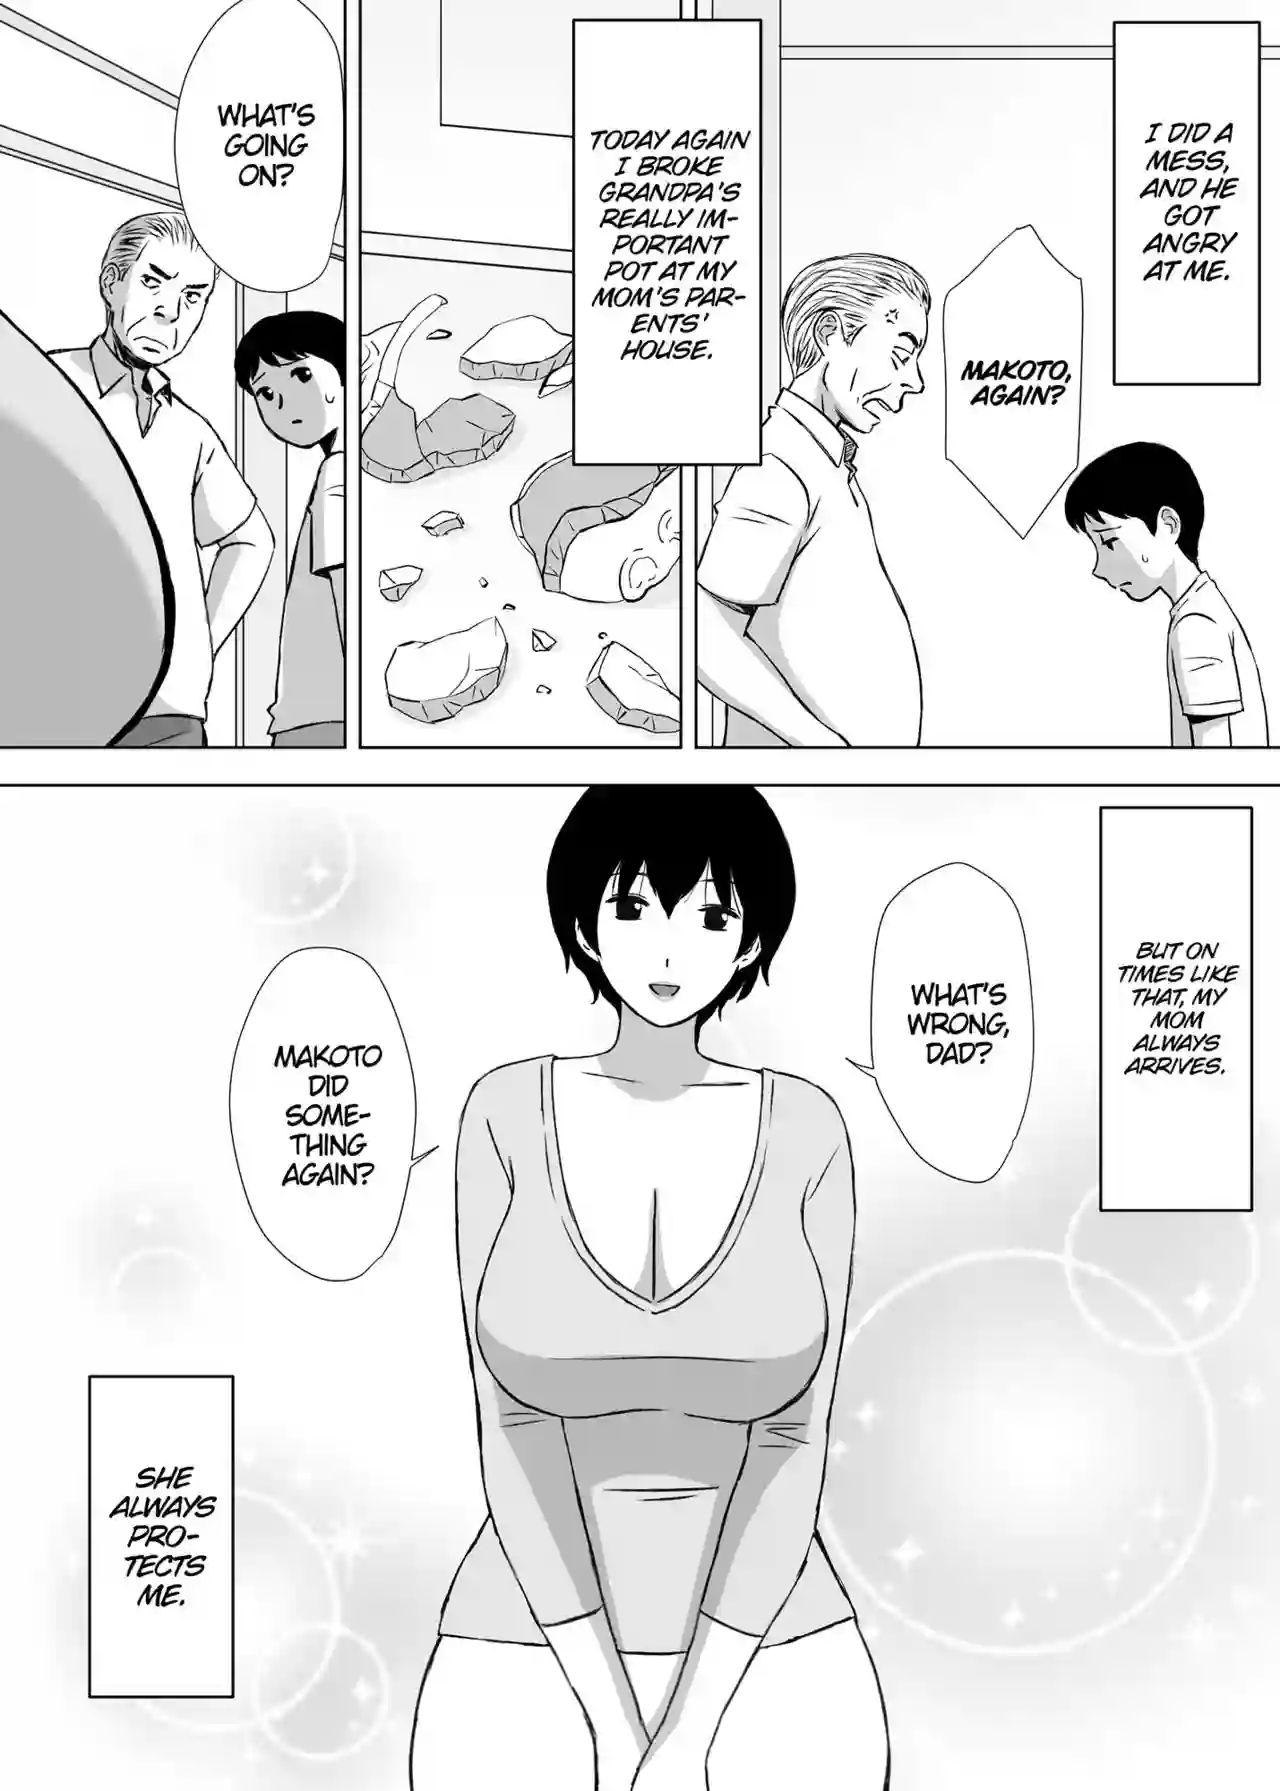 I DID A
MESS,
AND HE
GOT
ANGRY
AT ME.
MAKOTO,
AGAIN?
TODAY AGAIN
I BROKE
GRANDPA'S
REALLY IM-
PORTANT
POT AT MY
MOM'S PAR-
ENTS'
HOUSE.
WHAT'S
GOING
ON?
BUT ON
TIMES LIKE
THAT, MY
MOM
ALWAYS
ARRIVES.
WHAT'S
WRONG,
DAD?
MAKOTO
DID
SOME-
THING
AGAIN?
SHE
ALWAYS
PRO-
TECTS
ME.